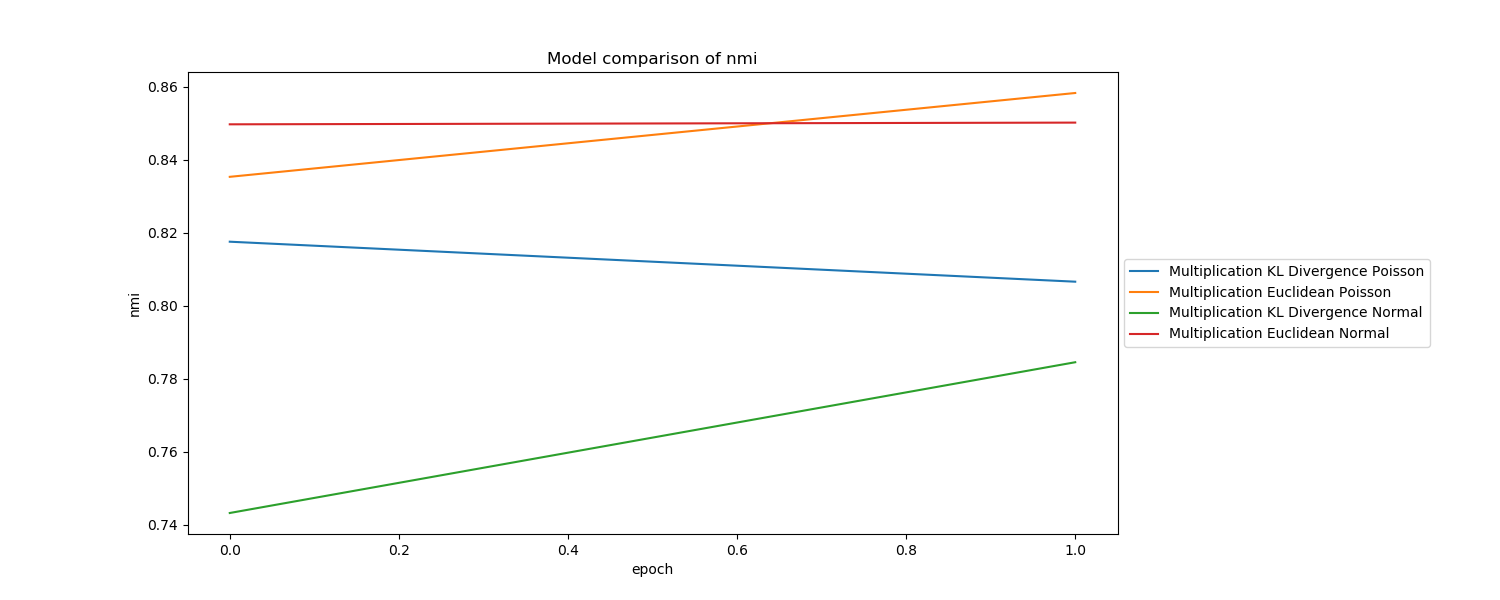 Model comparison of nmi
0.86
0.84
0.82
0.80
0.78
0.76
0.74
nmi
0.0 0.2 0.4 0.6 0.8 1.0
epoch
Multiplication KL Divergence Poisson
Multiplication Euclidean Poisson
Multiplication KL Divergence Normal
Multiplication Euclidean Normal